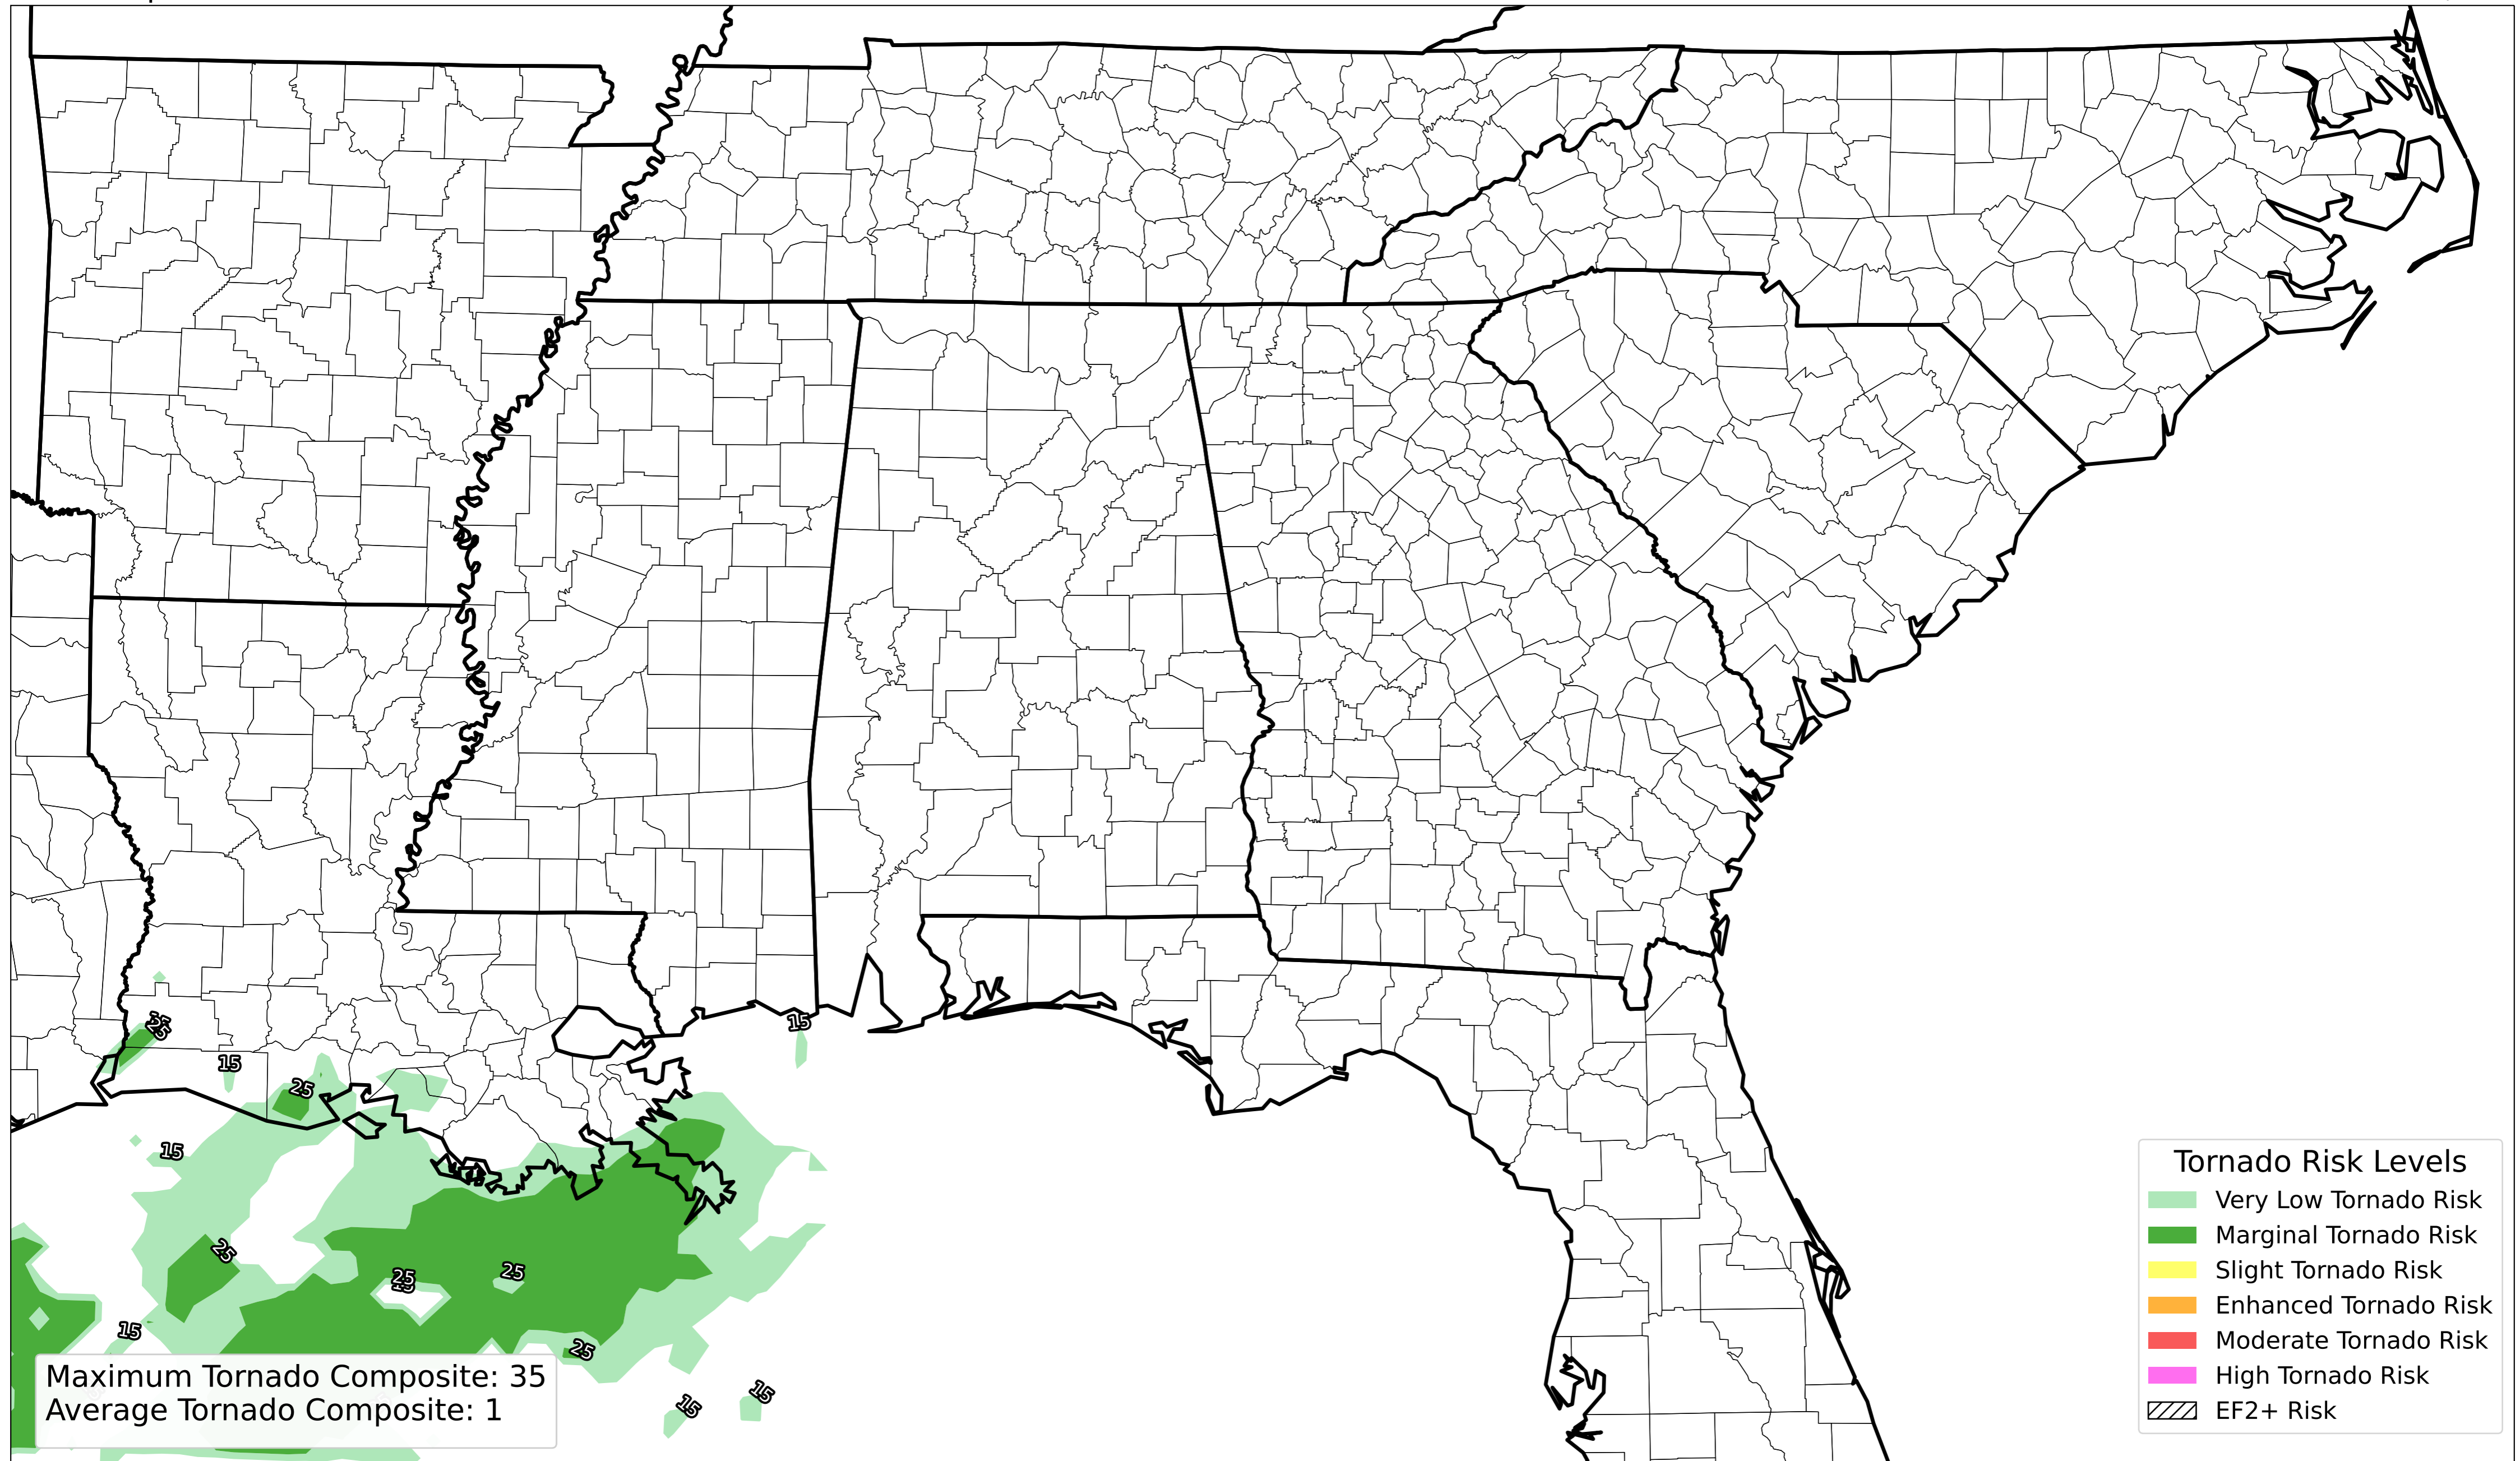 15
25
15
25
15
25
25
25
15
25
15
15
Tornado Risk Levels
Very Low Tornado Risk
Marginal Tornado Risk
Slight Tornado Risk
Enhanced Tornado Risk
Moderate Tornado Risk
High Tornado Risk
EF2+ Risk
Maximum Tornado Composite: 35
Average Tornado Composite: 1